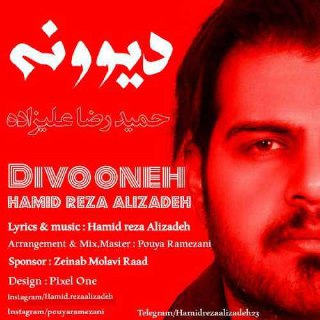 دیوونه
حمید رضا علیزاده
DIVOONEH
HAMID REZA ALIZADEH
Lyrics & music : Hamid reza Alizadeh
Arrangement & Mix,Master : Pouya Ramezani
Sponsor : Zeinab Molavi Raad
Design : Pixel One
Instagram/Hamid.rezaalizadeh
Instagram/pouyaramezani
Telegram/Hamidrezaalizadeh23